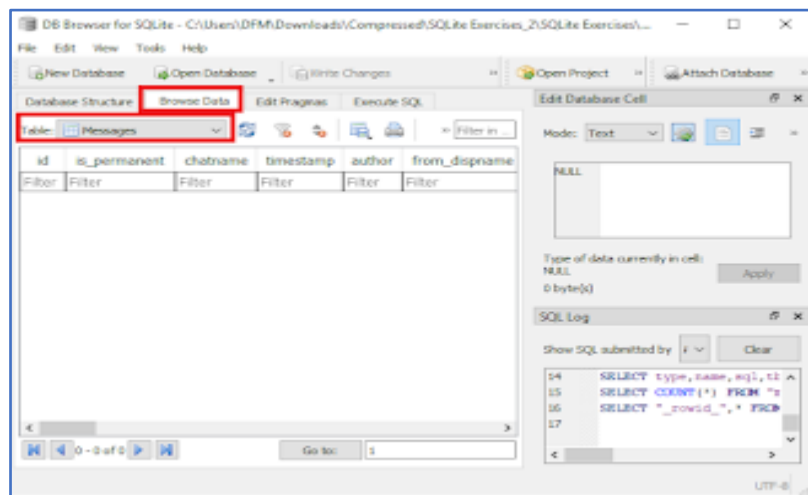 DB Browser for SQLite - C:\Users\DFM\Downloads\Compressed\SQLite Exercises_2\SQLite Exercises\...
File Edit View Tools Help
New Database Open Database Write Changes » Open Project » Attach Database »
Database Structure Browse Data Edit Pragmas Execute SQL
Table: Messages » Filter in ...
id is_permanent chatname timestamp author from_dispname
Filter Filter Filter Filter Filter Filter
0 - 0 of 0 Go to: 1
Edit Database Cell
Mode: Text »
NULL
Type of data currently in cell:
NULL
Apply
0 byte(s)
SQL Log
Show SQL submitted by Clear
14 SELECT type,name,sql,
15 SELECT COUNT(*) FROM
16 SELECT "_rowid_",* FROM
17
UTF-8